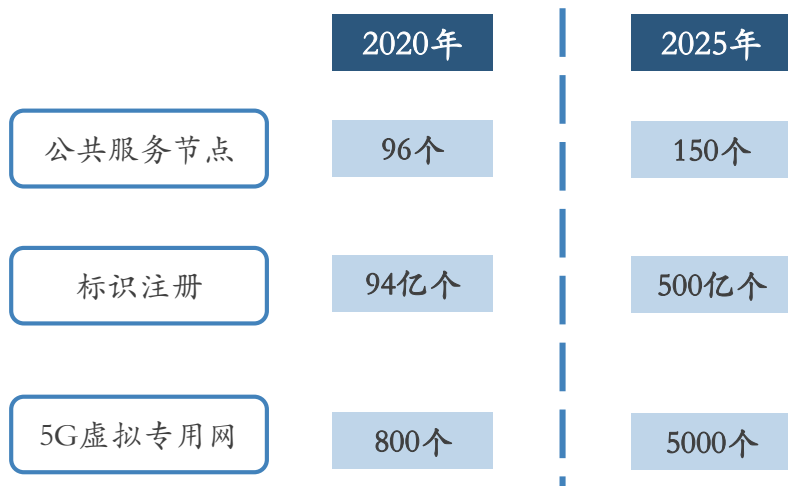 2020年
2025年
公共服务节点
96个
150个
标识注册
94亿个
500亿个
5G虚拟专用网
800个
5000个